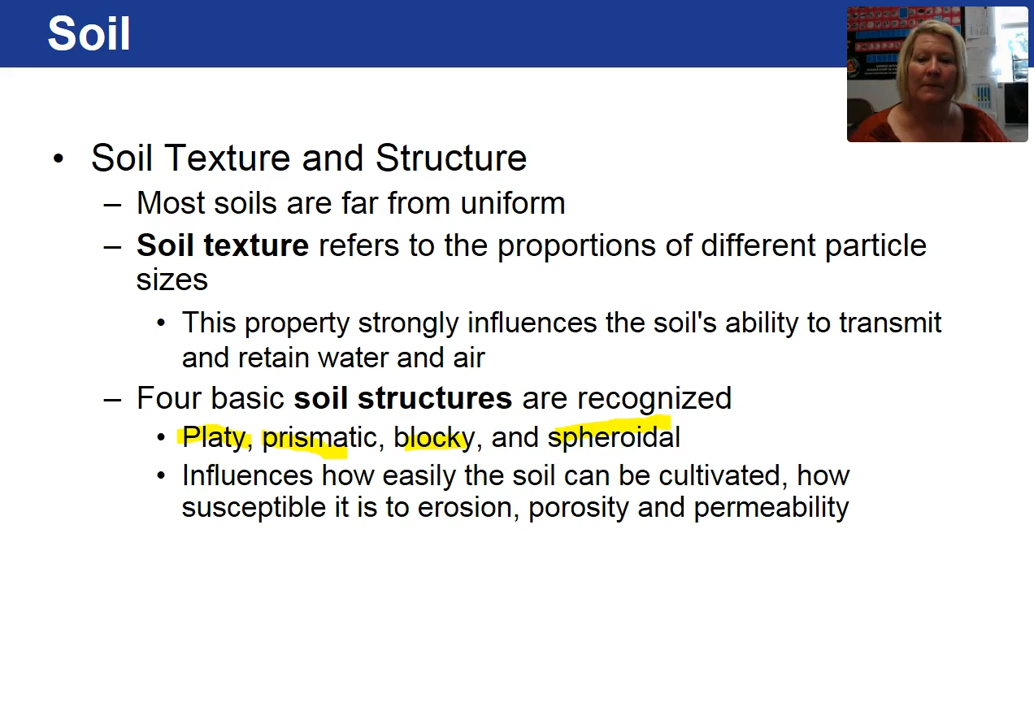 Soil
• Soil Texture and Structure
– Most soils are far from uniform
– Soil texture refers to the proportions of different particle
sizes
• This property strongly influences the soil's ability to transmit
and retain water and air
– Four basic soil structures are recognized
• Platy, prismatic, blocky, and spheroidal
• Influences how easily the soil can be cultivated, how
susceptible it is to erosion, porosity and permeability